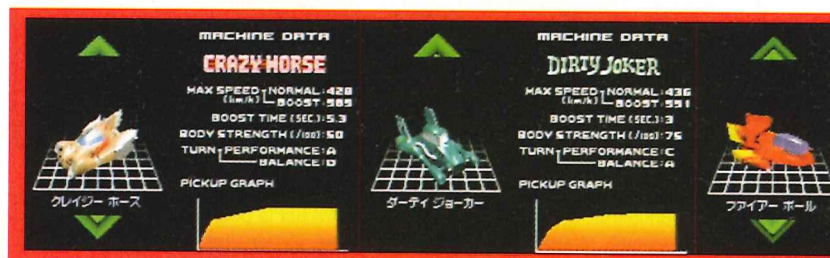 MACHINE DATA
CRAZY HORSE
MAX SPEED NORMAL:428
(km/h) BOOST:585
BOOST TIME (SEC.):5.3
BODY STRENGTH (/100):50
TURN PERFORMANCE:A
BALANCE:D
PICKUP GRAPH
クレイジー ホース
MACHINE DATA
DIRTY JOKER
MAX SPEED NORMAL:436
(km/h) BOOST:551
BOOST TIME (SEC.):3
BODY STRENGTH (/100):75
TURN PERFORMANCE:C
BALANCE:A
PICKUP GRAPH
ダーティ ジョーカー
ファイアー ボール